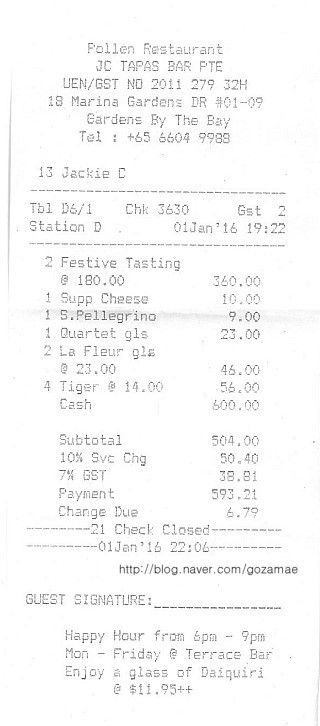 Pollen Restaurant
JC TAPAS BAR PTE
UEN/GST NO 2011 279 32H
18 Marina Gardens DR #01-09
Gardens By The Bay
Tel : +65 6604 9988
13 Jackie C
Tbl D6/1 Chk 3630 Gst 2
Station D . 01Jan'16 19:22
2 Festive Tasting
@ 180.00 360.00
1 Supp Cheese 10.00
1 S.Pellegrino 9.00
1 Quartet gls 23.00
2 La Fleur gls
@ 23.00 46.00
4 Tiger @ 14.00 56.00
Cash 600.00
Subtotal 504.00
10% Svc Chg 50.40
7% GST 38.81
Payment 593.21
Change Due 6.79
--------21 Check Closed---------
---------01Jan'16 22:06---------
http://blog.naver.com/gozamae
GUEST SIGNATURE:________________
Happy Hour from 6pm - 9pm
Mon - Friday @ Terrace Bar
Enjoy a glass of Daiquiri
@ $11.95++